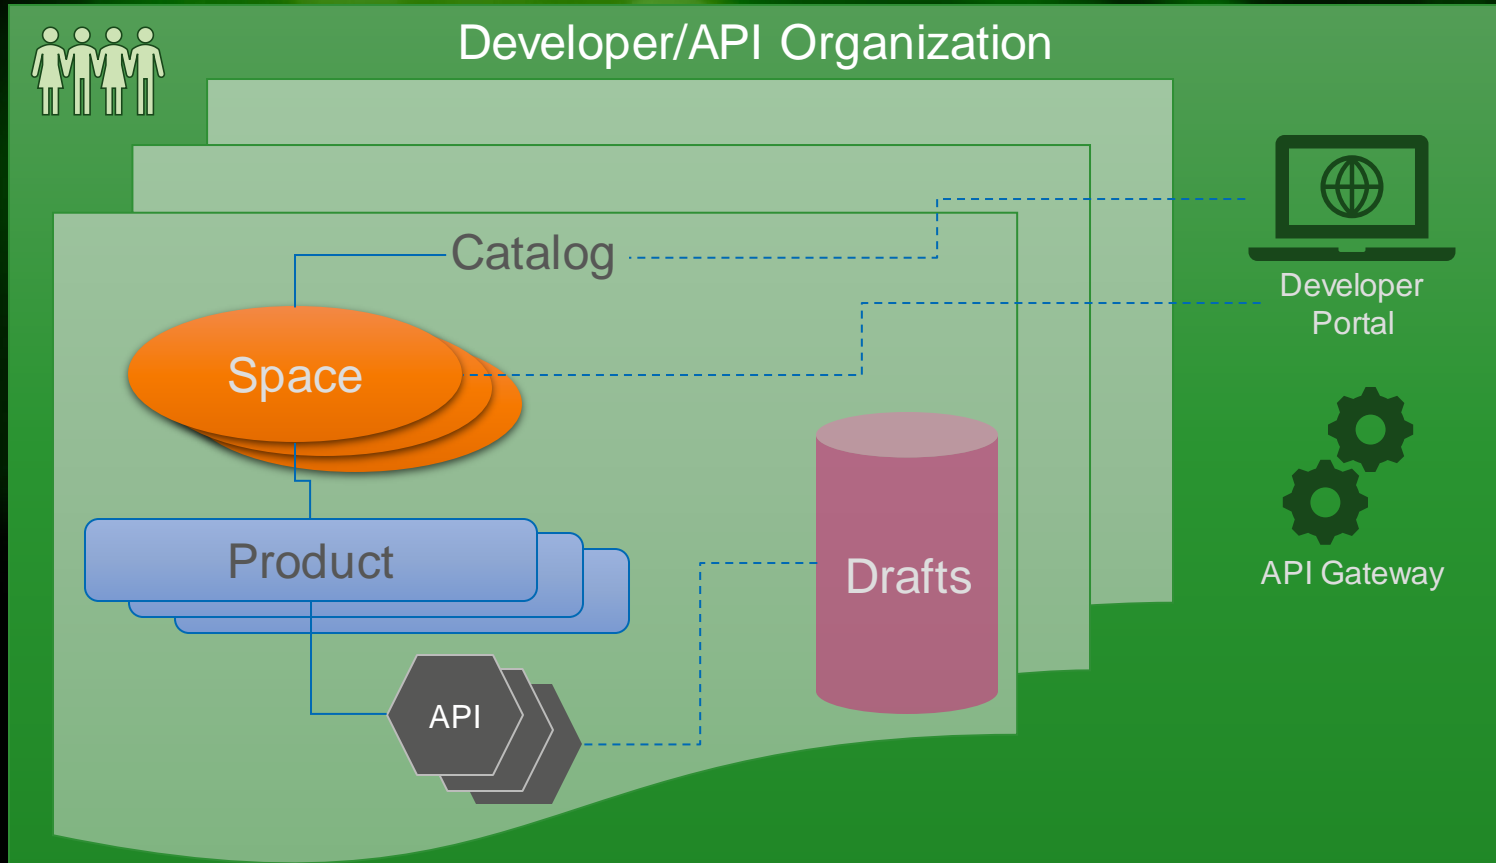 Developer/API Organization
Catalog
Developer
Portal
Space
Product
Drafts
API Gateway
API